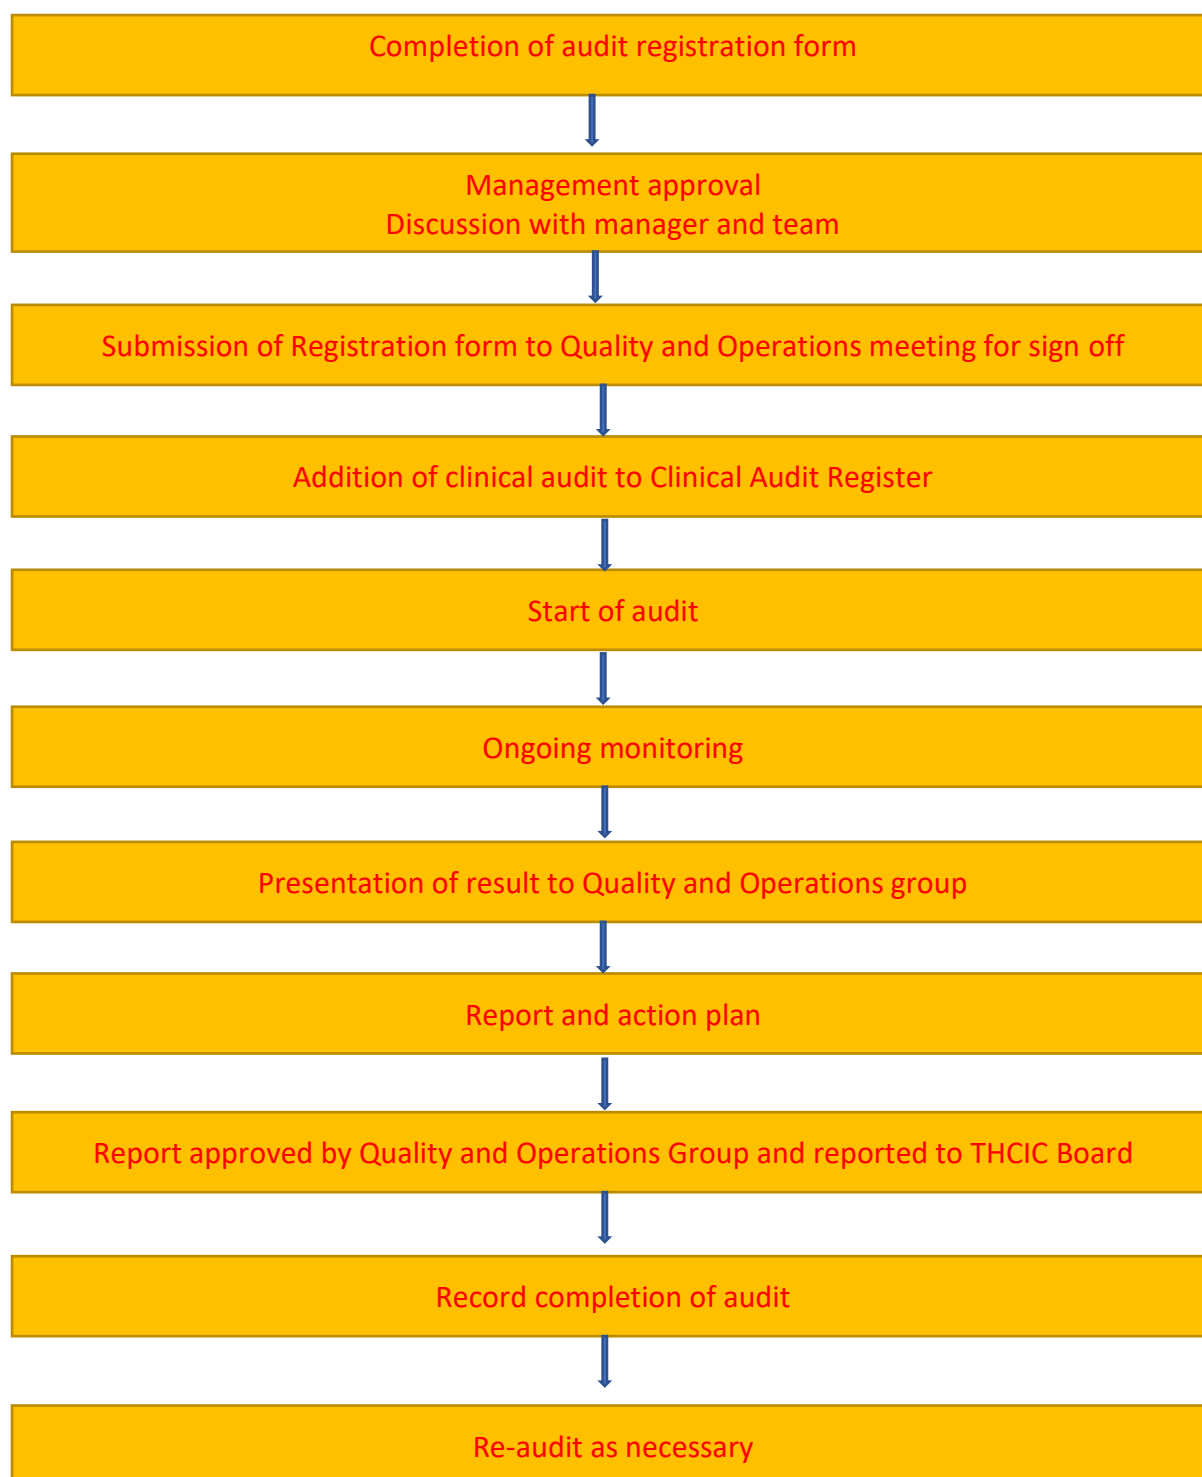 Completion of audit registration form
Management approval
Discussion with manager and team
Submission of Registration form to Quality and Operations meeting for sign off
Addition of clinical audit to Clinical Audit Register
Start of audit
Ongoing monitoring
Presentation of result to Quality and Operations group
Report and action plan
Report approved by Quality and Operations Group and reported to THCIC Board
Record completion of audit
Re-audit as necessary